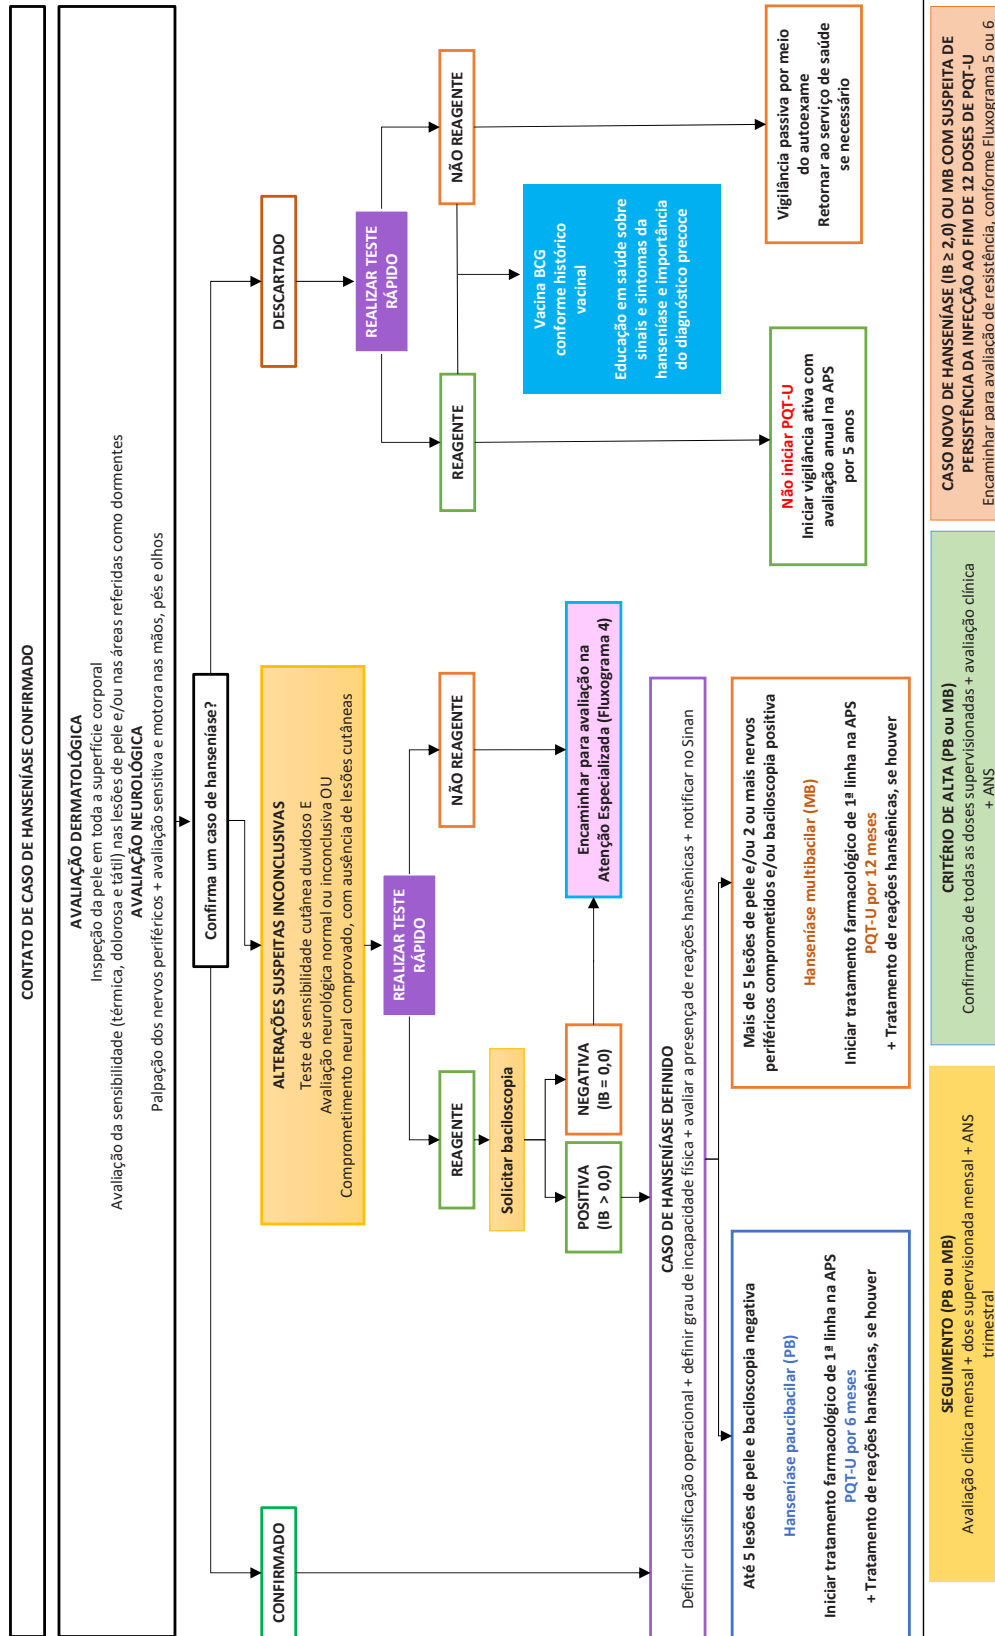 CONTATO DE CASO DE HANSENÍASE CONFIRMADO
AVALIAÇÃO DERMATOLÓGICA
Inspeção da pele em toda a superfície corporal
Avaliação da sensibilidade (térmica, dolorosa e tátil) nas lesões de pele e/ou nas áreas referidas como dormentes
AVALIAÇÃO NEUROLÓGICA
Palpação dos nervos periféricos + avaliação sensitiva e motora nas mãos, pés e olhos
Confirma um caso de hanseníase?
CONFIRMADO
ALTERAÇÕES SUSPEITAS INCONCLUSIVAS
Teste de sensibilidade cutânea duvidoso E
Avaliação neurológica normal ou inconclusiva OU
Comprometimento neural comprovado, com ausência de lesões cutâneas
DESCARTADO
REALIZAR TESTE
RÁPIDO
REALIZAR TESTE
RÁPIDO
REAGENTE
NÃO REAGENTE
REAGENTE
NÃO REAGENTE
Solicitar baciloscopia
POSITIVA
(IB > 0,0)
NEGATIVA
(IB = 0,0)
Encaminhar para avaliação na
Atenção Especializada (Fluxograma 4)
Vacina BCG
conforme histórico
vacinal
Educação em saúde sobre
sinais e sintomas da
hanseníase e importância
do diagnóstico precoce
CASO DE HANSENÍASE DEFINIDO
Definir classificação operacional + definir grau de incapacidade física + avaliar a presença de reações hansênicas + notificar no Sinan
Até 5 lesões de pele e baciloscopia negativa
Hanseníase paucibacilar (PB)
Iniciar tratamento farmacológico de 1ª linha na APS
PQT-U por 6 meses
+ Tratamento de reações hansênicas, se houver
Mais de 5 lesões de pele e/ou 2 ou mais nervos
periféricos comprometidos e/ou baciloscopia positiva
Hanseníase multibacilar (MB)
Iniciar tratamento farmacológico de 1ª linha na APS
PQT-U por 12 meses
+ Tratamento de reações hansênicas, se houver
Não iniciar PQT-U
Iniciar vigilância ativa com
avaliação anual na APS
por 5 anos
Vigilância passiva por meio
do autoexame
Retornar ao serviço de saúde
se necessário
SEGUIMENTO (PB ou MB)
Avaliação clínica mensal + dose supervisionada mensal + ANS
trimestral
CRITÉRIO DE ALTA (PB ou MB)
Confirmação de todas as doses supervisionadas + avaliação clínica
+ ANS
CASO NOVO DE HANSENÍASE (IB ≥ 2,0) OU MB COM SUSPEITA DE
PERSISTÊNCIA DA INFECÇÃO AO FIM DE 12 DOSES DE PQT-U
Encaminhar para avaliação de resistência, conforme Fluxograma 5 ou 6